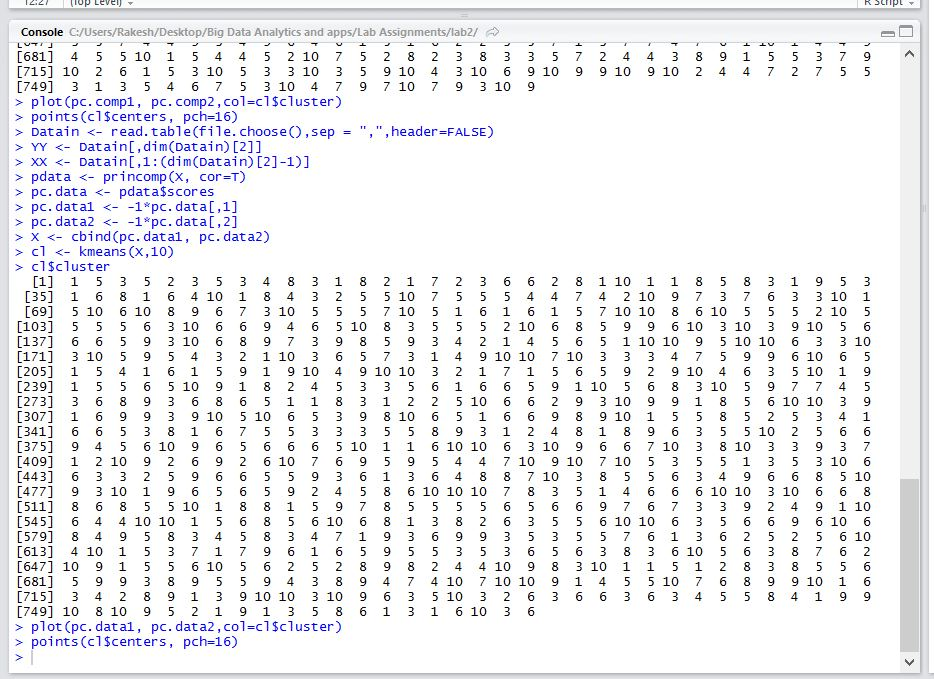 12:27 (Top Level) R Script
Console C:/Users/Rakesh/Desktop/Big Data Analytics and apps/Lab Assignments/lab2/
[681] 4 5 5 10 1 5 4 4 5 2 10 7 5 2 8 2 3 8 3 3 5 7 2 4 4 3 8 9 1 5 5 3 7 9
[715] 10 2 6 1 5 3 10 5 3 3 10 3 5 9 10 4 3 10 6 9 10 9 9 10 9 10 2 4 4 7 2 7 5 5
[749] 3 1 3 5 4 6 7 5 3 10 4 7 9 7 10 7 9 3 10 9
> plot(pc.comp1, pc.comp2,col=cl$cluster)
> points(cl$centers, pch=16)
> Datain <- read.table(file.choose(),sep = ",",header=FALSE)
> YY <- Datain[,dim(Datain)[2]]
> XX <- Datain[,1:(dim(Datain)[2]-1)]
> pdata <- princomp(X, cor=T)
> pc.data <- pdata$scores
> pc.data1 <- -1*pc.data[,1]
> pc.data2 <- -1*pc.data[,2]
> X <- cbind(pc.data1, pc.data2)
> cl <- kmeans(X,10)
> cl$cluster
[1] 1 5 3 5 2 3 5 3 4 8 3 1 8 2 1 7 2 3 6 6 2 8 1 10 1 1 8 5 8 3 1 9 5 3
[35] 1 6 8 1 6 4 10 1 8 4 3 2 5 5 10 7 5 5 5 4 4 7 4 2 10 9 7 3 7 6 3 3 10 1
[69] 5 10 6 10 8 9 6 7 3 10 5 5 5 7 10 5 1 6 1 6 1 5 7 10 10 8 6 10 5 5 5 2 10 5
[103] 5 5 5 6 3 10 6 6 9 4 6 5 10 8 3 5 5 5 2 10 6 8 5 9 9 6 10 3 10 3 9 10 5 6
[137] 6 6 5 9 3 10 6 8 9 7 3 9 8 5 9 3 4 2 1 4 5 6 5 1 10 10 9 5 10 10 6 3 3 10
[171] 3 10 5 9 5 4 3 2 1 10 3 6 5 7 3 1 4 9 10 10 7 10 3 3 3 4 7 5 9 9 6 10 6 5
[205] 1 5 4 1 6 1 5 9 1 9 10 4 9 10 10 3 2 1 7 1 5 6 5 9 2 9 10 4 6 3 5 10 1 9
[239] 1 5 5 6 5 10 9 1 8 2 4 5 3 3 5 6 1 6 6 5 9 1 10 5 6 8 3 10 5 9 7 7 4 5
[273] 3 6 8 9 3 6 8 6 5 1 1 8 3 1 2 2 5 10 6 6 2 9 3 10 9 9 1 8 5 6 10 10 3 9
[307] 1 6 9 9 3 9 10 5 10 6 5 3 9 8 10 6 5 1 6 6 9 8 9 10 1 5 5 8 5 2 5 3 4 1
[341] 6 6 5 3 8 1 6 7 5 5 3 3 3 5 5 8 9 3 1 2 4 8 1 8 9 6 3 5 5 10 2 5 6 6
[375] 9 4 5 6 10 9 6 5 6 6 6 5 10 1 1 6 10 10 6 3 10 9 6 6 7 10 3 8 10 3 3 9 3 7
[409] 1 2 10 9 2 6 9 2 6 10 7 6 9 5 9 5 4 4 7 10 9 10 7 10 5 3 5 5 1 3 5 3 10 6
[443] 6 3 3 2 5 9 6 6 5 5 9 3 6 1 3 6 4 8 8 7 10 3 8 5 5 6 3 4 9 6 6 8 5 10
[477] 9 3 10 1 9 6 5 6 5 9 2 4 5 8 6 10 10 10 7 8 3 5 1 4 6 6 6 10 10 3 10 6 6 8
[511] 8 6 8 5 5 10 1 8 8 1 5 9 7 8 5 5 5 5 6 5 6 6 9 7 6 7 3 3 9 2 4 9 1 10
[545] 6 4 4 10 10 1 5 6 8 5 6 10 6 8 1 3 8 2 6 3 5 5 6 10 10 6 3 5 6 6 9 6 10 6
[579] 8 4 9 5 8 3 4 5 8 3 4 7 1 9 3 6 9 9 3 5 3 5 5 7 6 1 3 6 2 5 2 5 6 10
[613] 4 10 1 5 3 7 1 7 9 6 1 6 5 9 5 5 3 5 3 6 5 6 3 8 3 6 10 5 6 3 8 7 6 2
[647] 10 9 1 5 5 6 10 5 6 2 5 2 8 9 8 2 4 4 10 9 8 3 10 1 1 5 1 2 8 3 8 5 5 6
[681] 5 9 9 3 8 9 5 5 9 4 3 8 9 4 7 4 10 7 10 10 9 1 4 5 5 10 7 6 8 9 9 10 1 6
[715] 3 4 2 8 9 1 3 9 10 10 3 10 9 6 3 5 10 3 2 6 3 6 6 3 6 3 4 5 5 8 4 1 9 9
[749] 10 8 10 9 5 2 1 9 1 3 5 8 6 1 3 1 6 10 3 6
> plot(pc.data1, pc.data2,col=cl$cluster)
> points(cl$centers, pch=16)
>